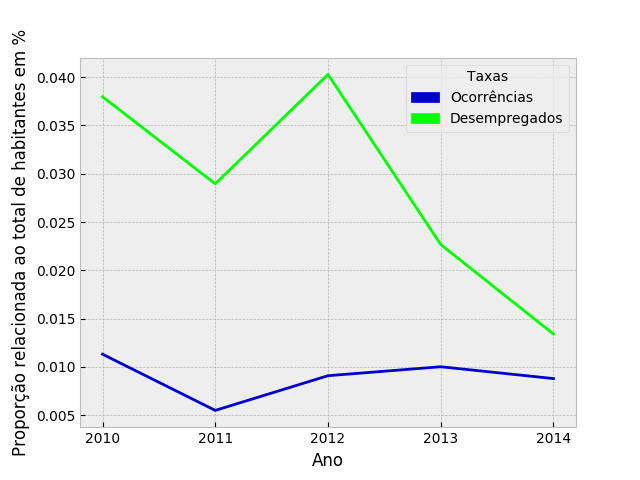 Proporção relacionada ao total de habitantes em %
0.040
0.035
0.030
0.025
0.020
0.015
0.010
0.005
Taxas
Ocorrências
Desempregados
2010 2011 2012 2013 2014
Ano